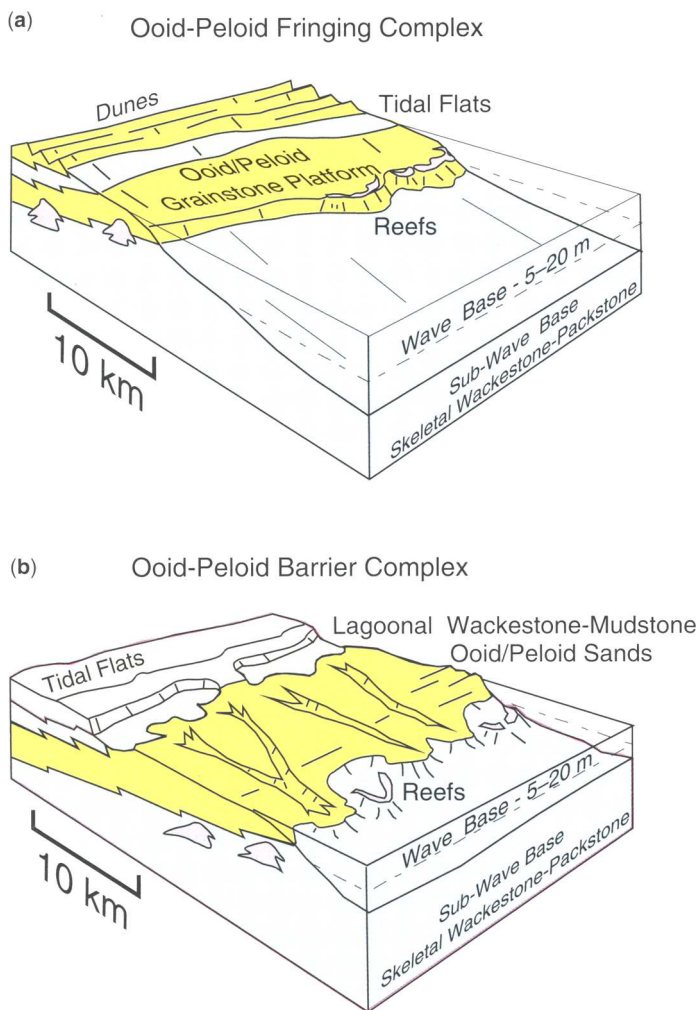 (a)
Ooid-Peloid Fringing Complex
Dunes
Tidal Flats
Ooid/Peloid
Grainstone Platform
Reefs
Wave Base - 5–20 m
Sub-Wave Base
Skeletal Wackestone-Packstone
10 km
(b)
Ooid-Peloid Barrier Complex
Lagoonal Wackestone-Mudstone
Ooid/Peloid Sands
Tidal Flats
Reefs
Wave Base - 5–20 m
Sub-Wave Base
Skeletal Wackestone-Packstone
10 km